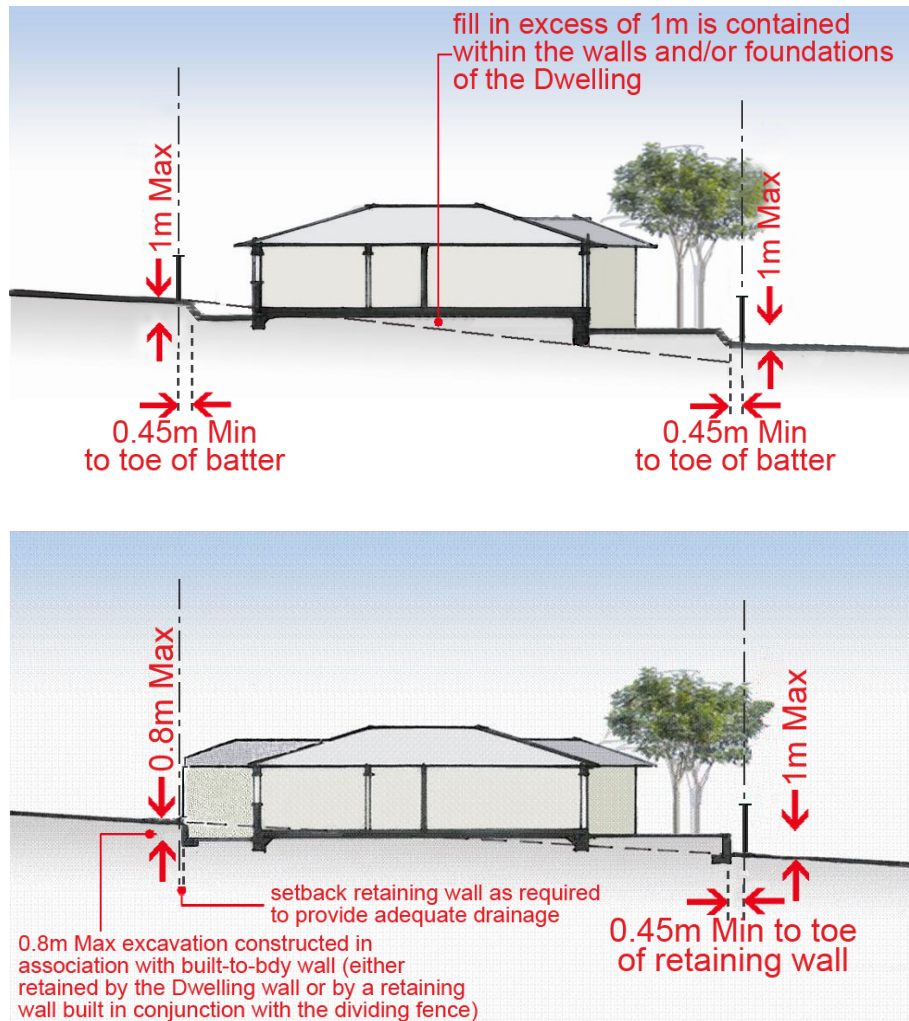 fill in excess of 1m is contained
within the walls and/or foundations
of the Dwelling
1m Max
1m Max
0.45m Min
to toe of batter
0.45m Min
to toe of batter
0.8m Max
1m Max
setback retaining wall as required
to provide adequate drainage
0.8m Max excavation constructed in
association with built-to-bdy wall (either
retained by the Dwelling wall or by a retaining
wall built in conjunction with the dividing fence)
0.45m Min to toe
of retaining wall